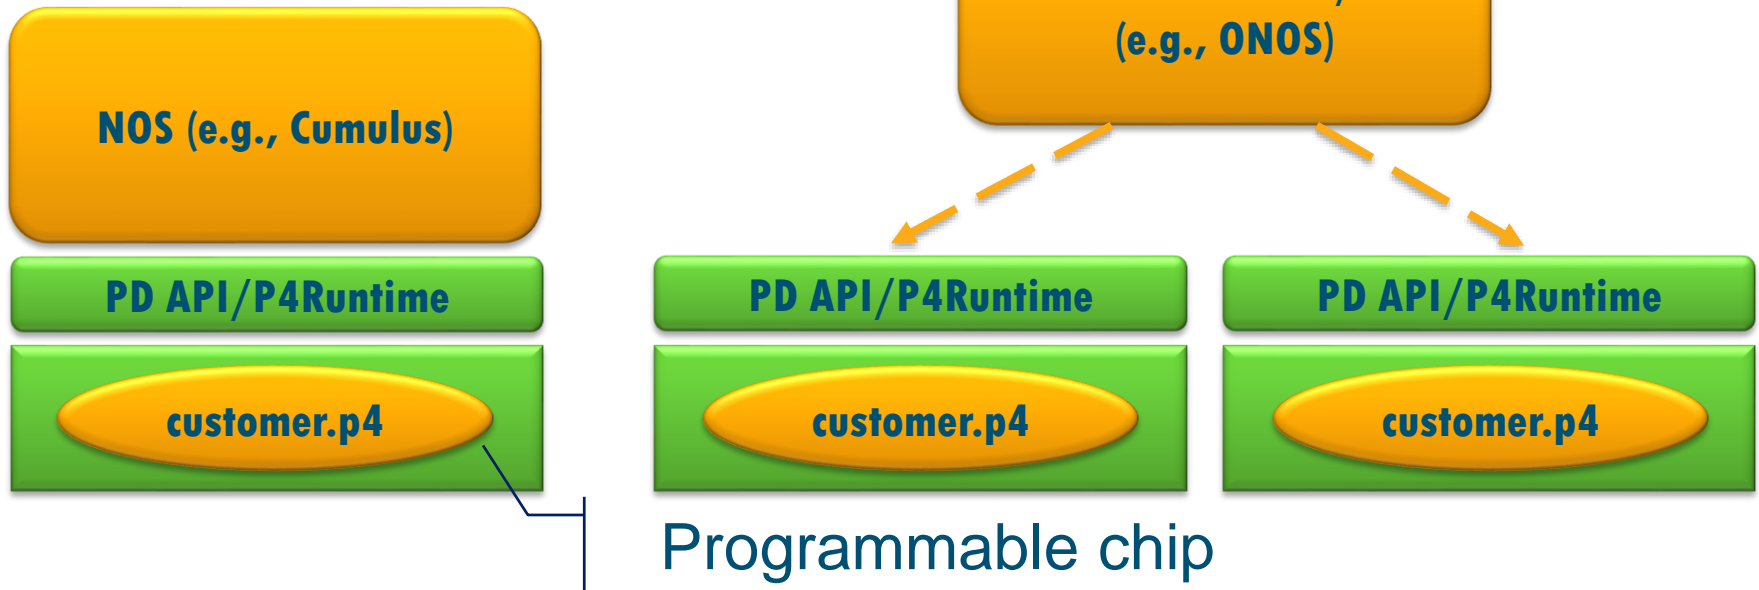 (e.g., ONOS)
NOS (e.g., Cumulus)
PD API/P4Runtime
PD API/P4Runtime
PD API/P4Runtime
customer.p4
customer.p4
customer.p4
Programmable chip